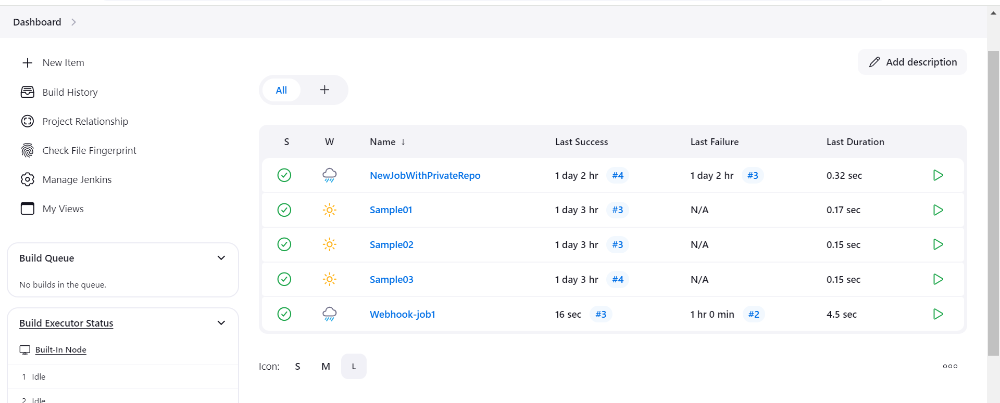 Dashboard
New Item
Build History
Project Relationship
Check File Fingerprint
Manage Jenkins
My Views
Build Queue
No builds in the queue.
Build Executor Status
Built-In Node
1 Idle
2 Idle
Add description
All
S W Name ↓ Last Success Last Failure Last Duration
NewJobWithPrivateRepo 1 day 2 hr #4 1 day 2 hr #3 0.32 sec
Sample01 1 day 3 hr #3 N/A 0.17 sec
Sample02 1 day 3 hr #3 N/A 0.15 sec
Sample03 1 day 3 hr #4 N/A 0.15 sec
Webhook-job1 16 sec #3 1 hr 0 min #2 4.5 sec
Icon: S M L